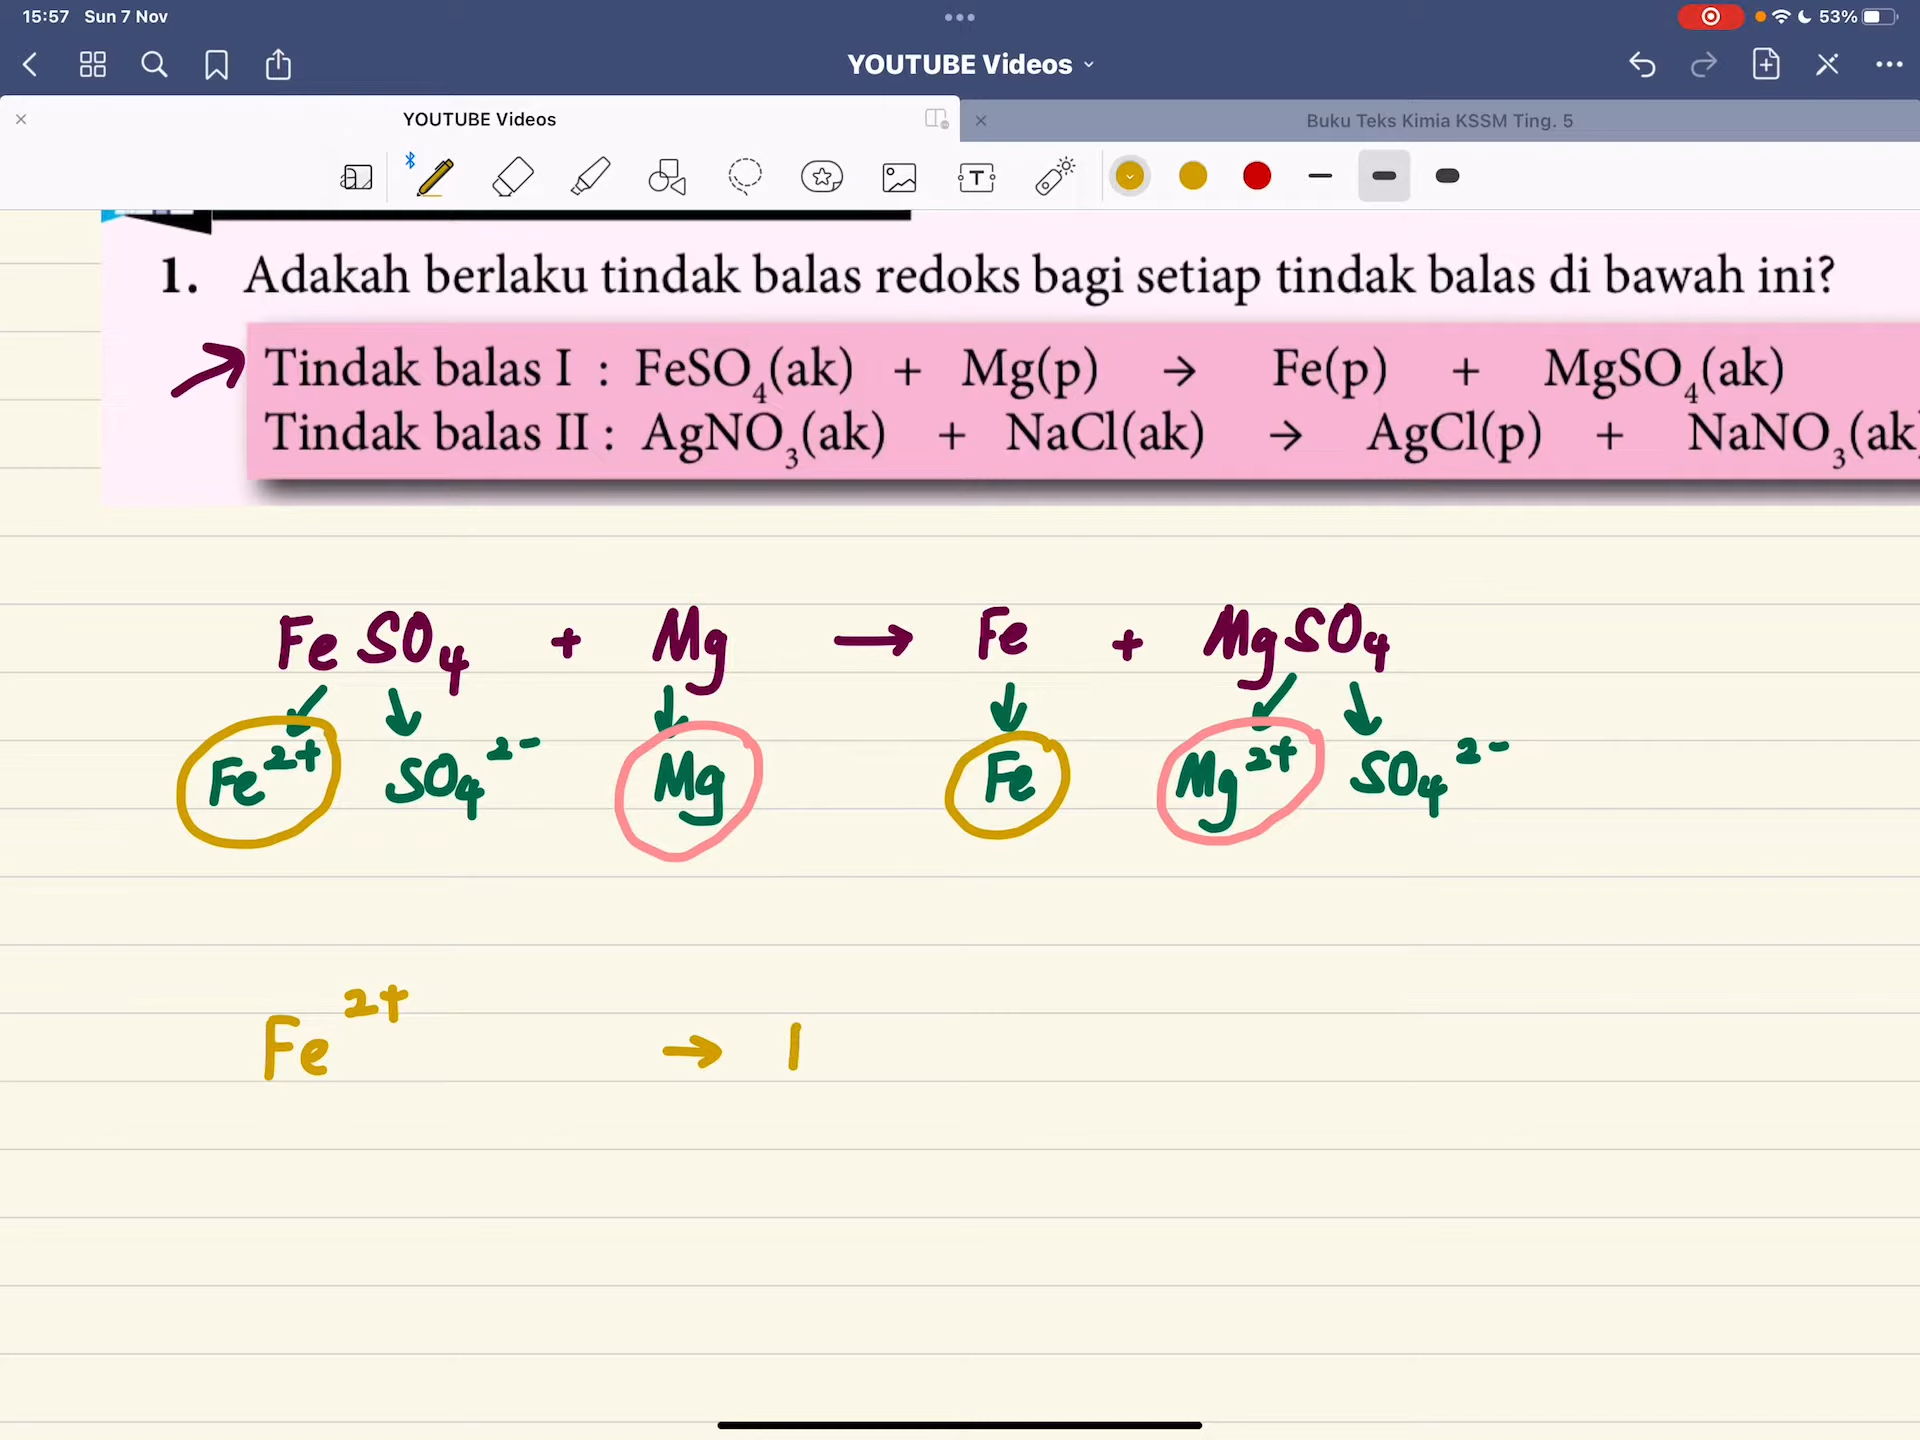 15:57 Sun 7 Nov
53%
YOUTUBE Videos
YOUTUBE Videos
Buku Teks Kimia KSSM Ting. 5
T
1. Adakah berlaku tindak balas redoks bagi setiap tindak balas di bawah ini?
Tindak balas I : FeSO₄(ak) + Mg(p) → Fe(p) + MgSO₄(ak)
Tindak balas II : AgNO₃(ak) + NaCl(ak) → AgCl(p) + NaNO₃(ak
FeSO₄ + Mg → Fe + MgSO₄
Fe²⁺ SO₄²⁻ Mg Fe Mg²⁺ SO₄²⁻
Fe²⁺ →